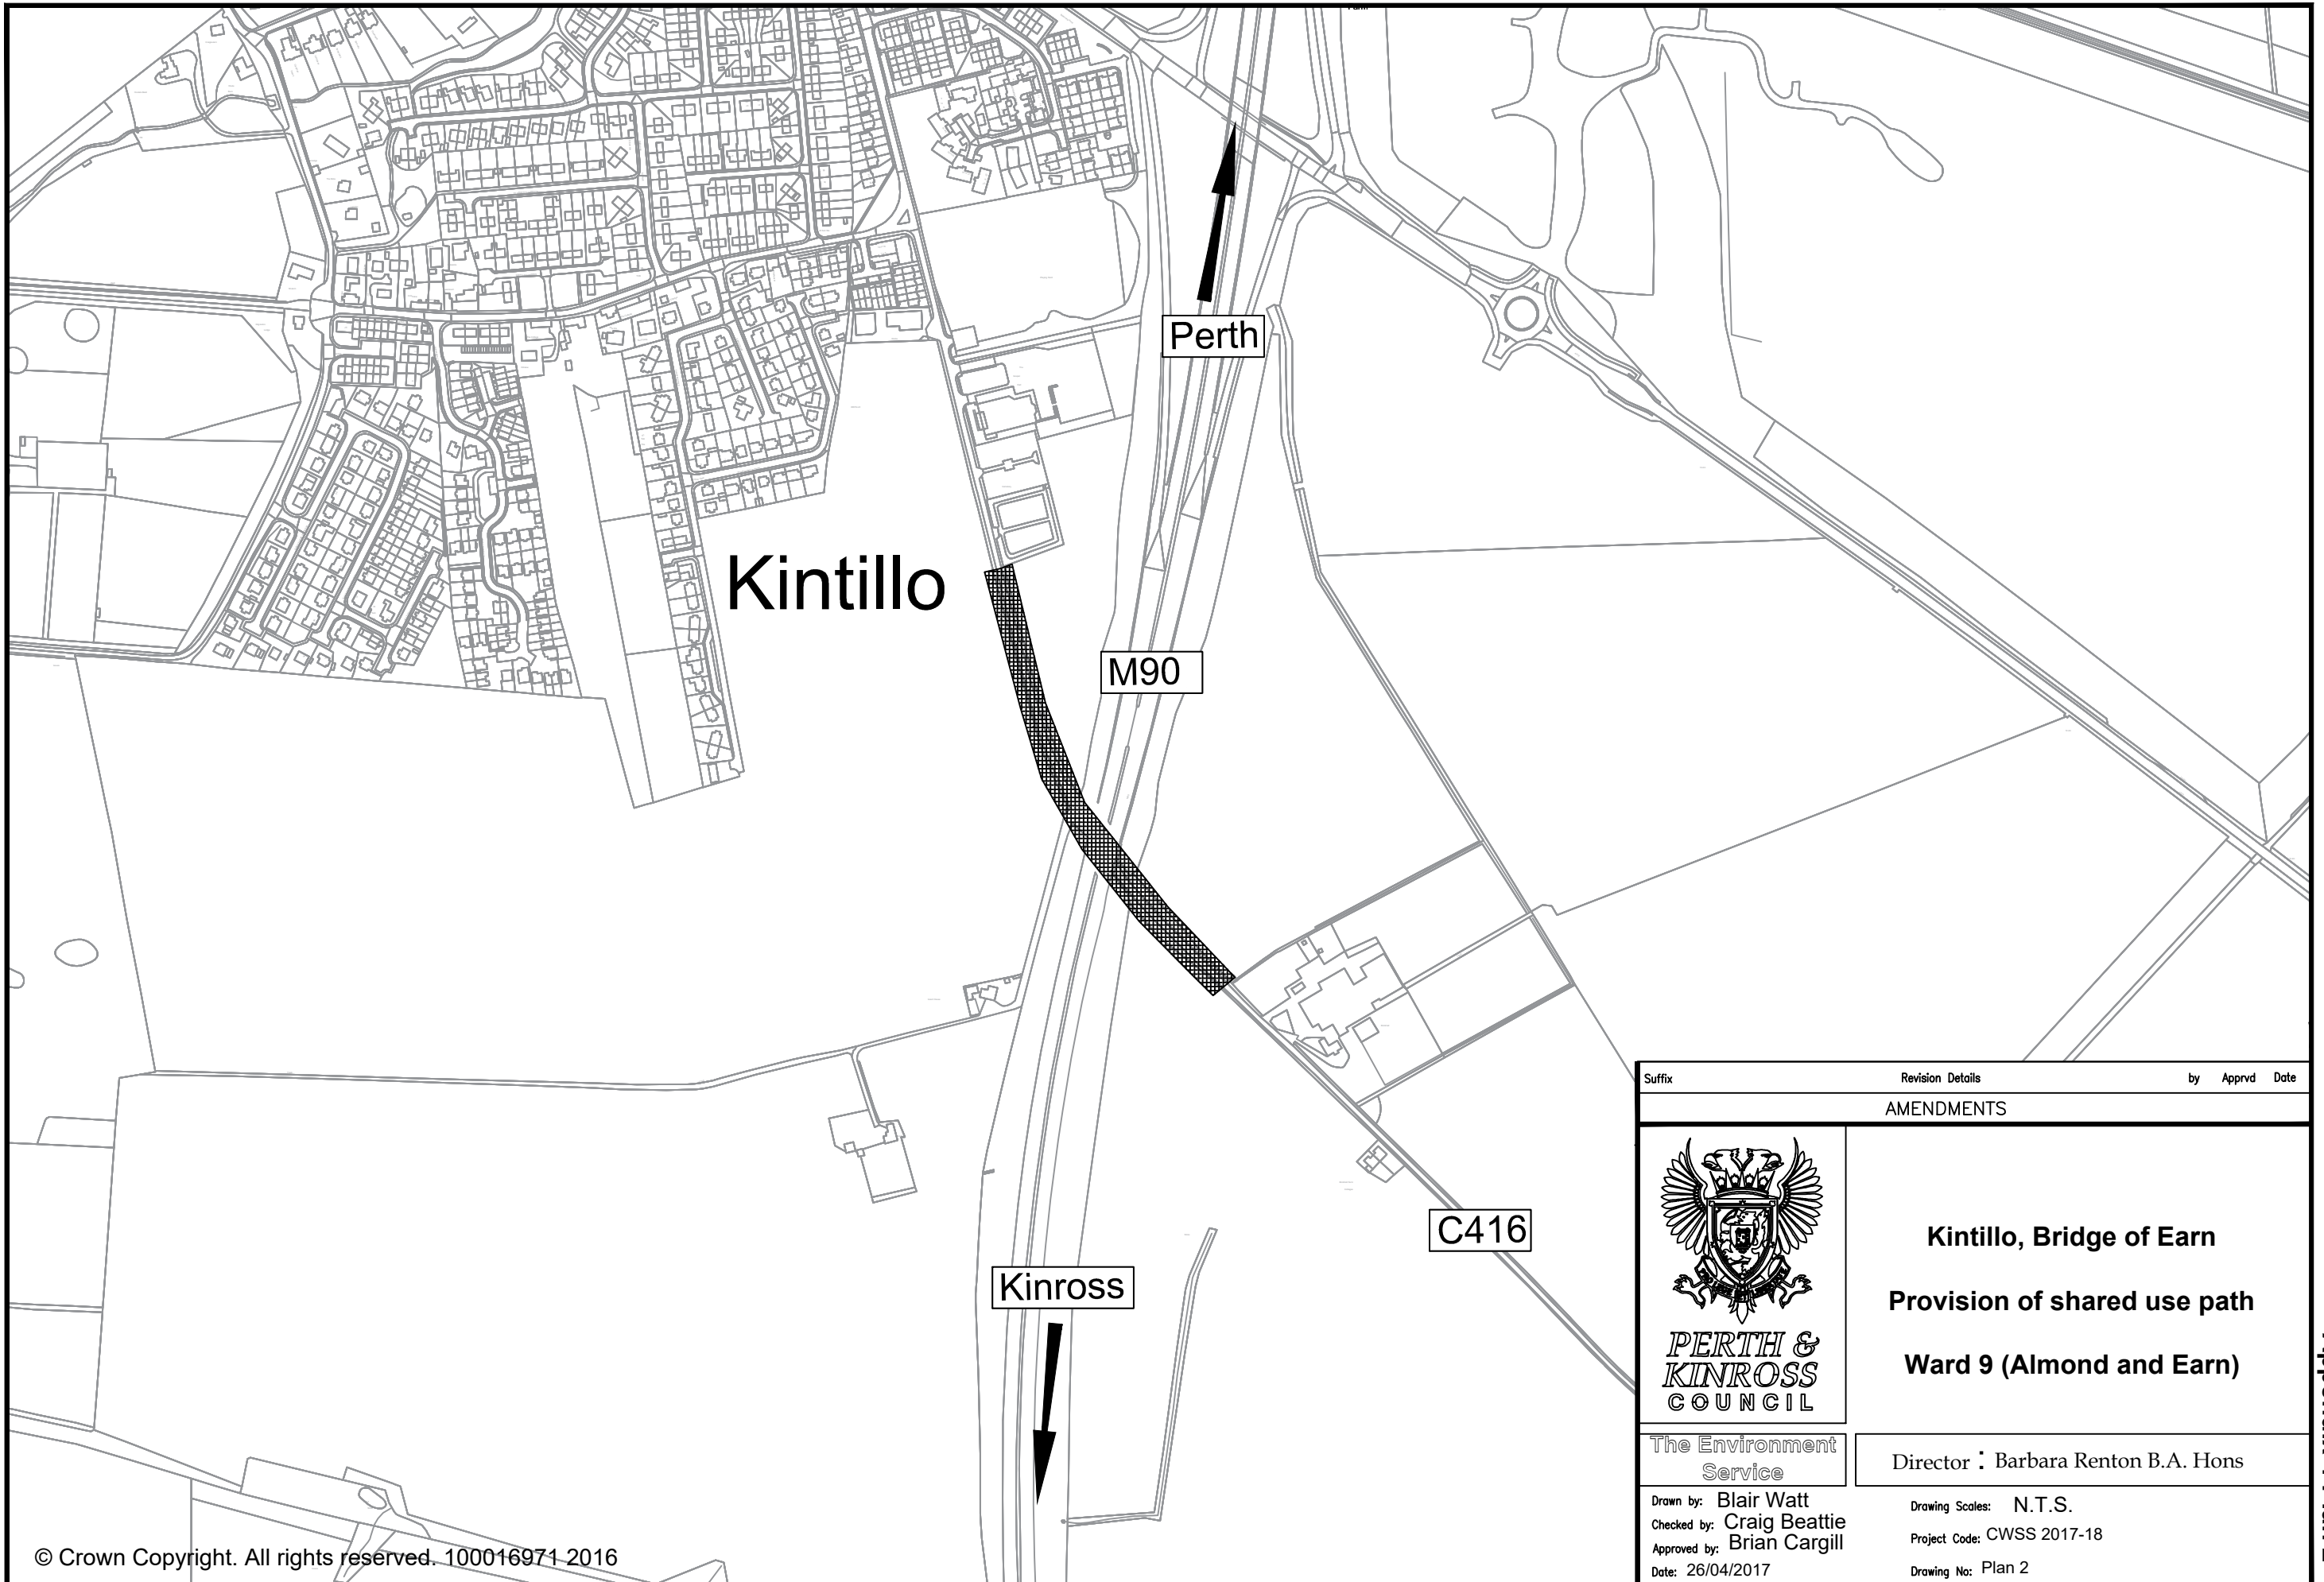 Perth
Kintillo
M90
C416
Kinross
© Crown Copyright. All rights reserved. 100016971 2016
Suffix Revision Details by Apprvd Date
AMENDMENTS
PERTH &
KINROSS
COUNCIL
Kintillo, Bridge of Earn
Provision of shared use path
Ward 9 (Almond and Earn)
The Environment
Service
Director : Barbara Renton B.A. Hons
Drawn by: Blair Watt
Checked by: Craig Beattie
Approved by: Brian Cargill
Date: 26/04/2017
Drawing Scales: N.T.S.
Project Code: CWSS 2017-18
Drawing No: Plan 2